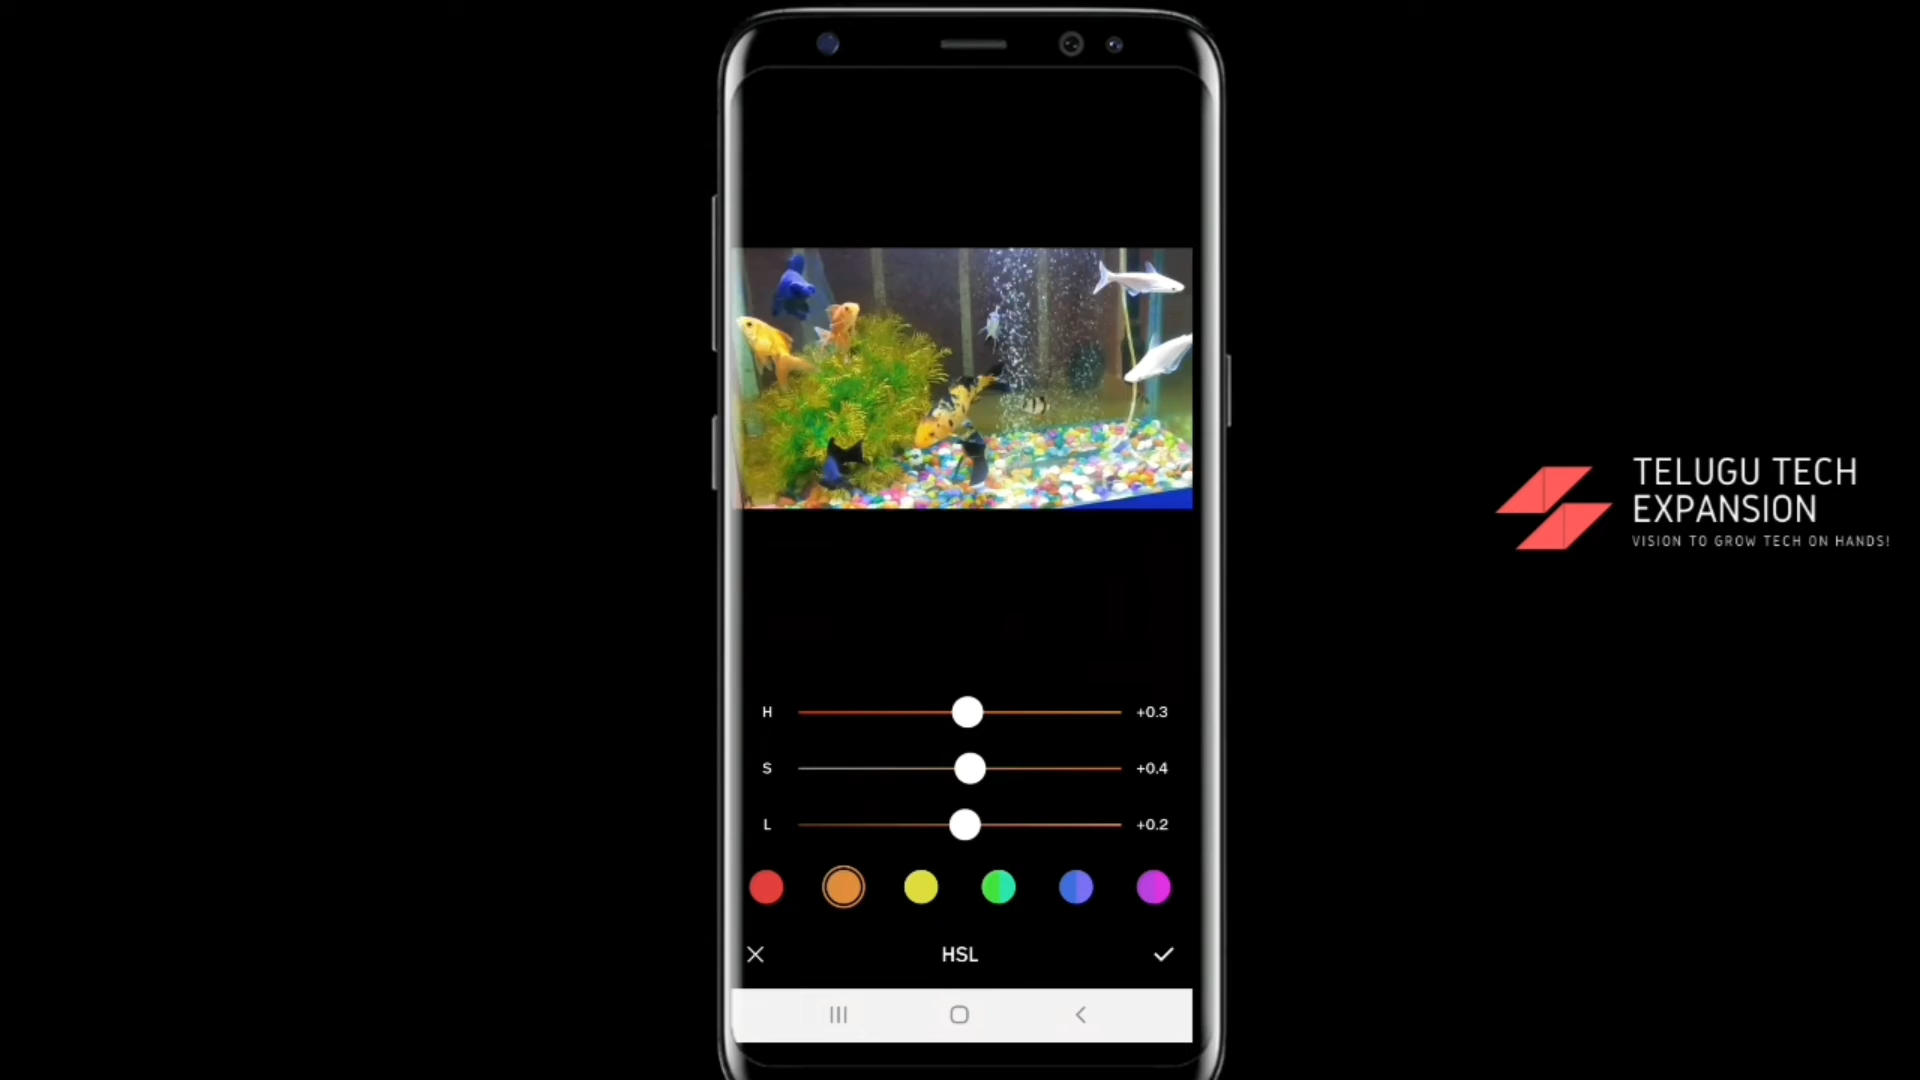 TELUGU TECH
EXPANSION
VISION TO GROW TECH ON HANDS!
H +0.3
S +0.4
L +0.2
HSL